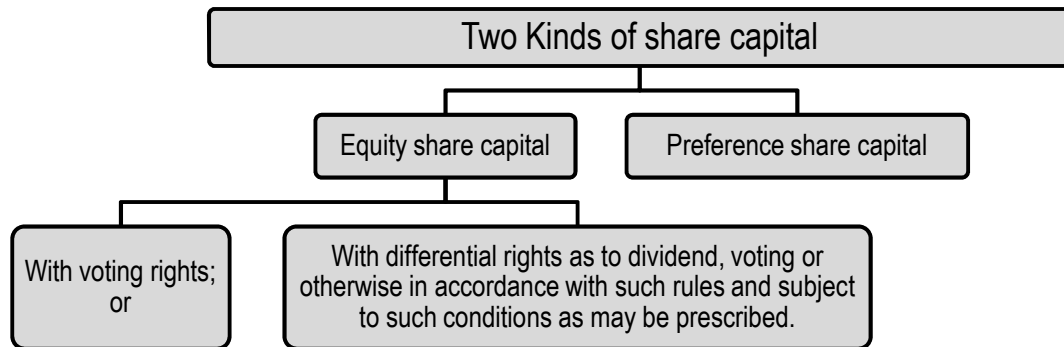 Two Kinds of share capital
Equity share capital
Preference share capital
With voting rights;
or
With differential rights as to dividend, voting or
otherwise in accordance with such rules and subject
to such conditions as may be prescribed.